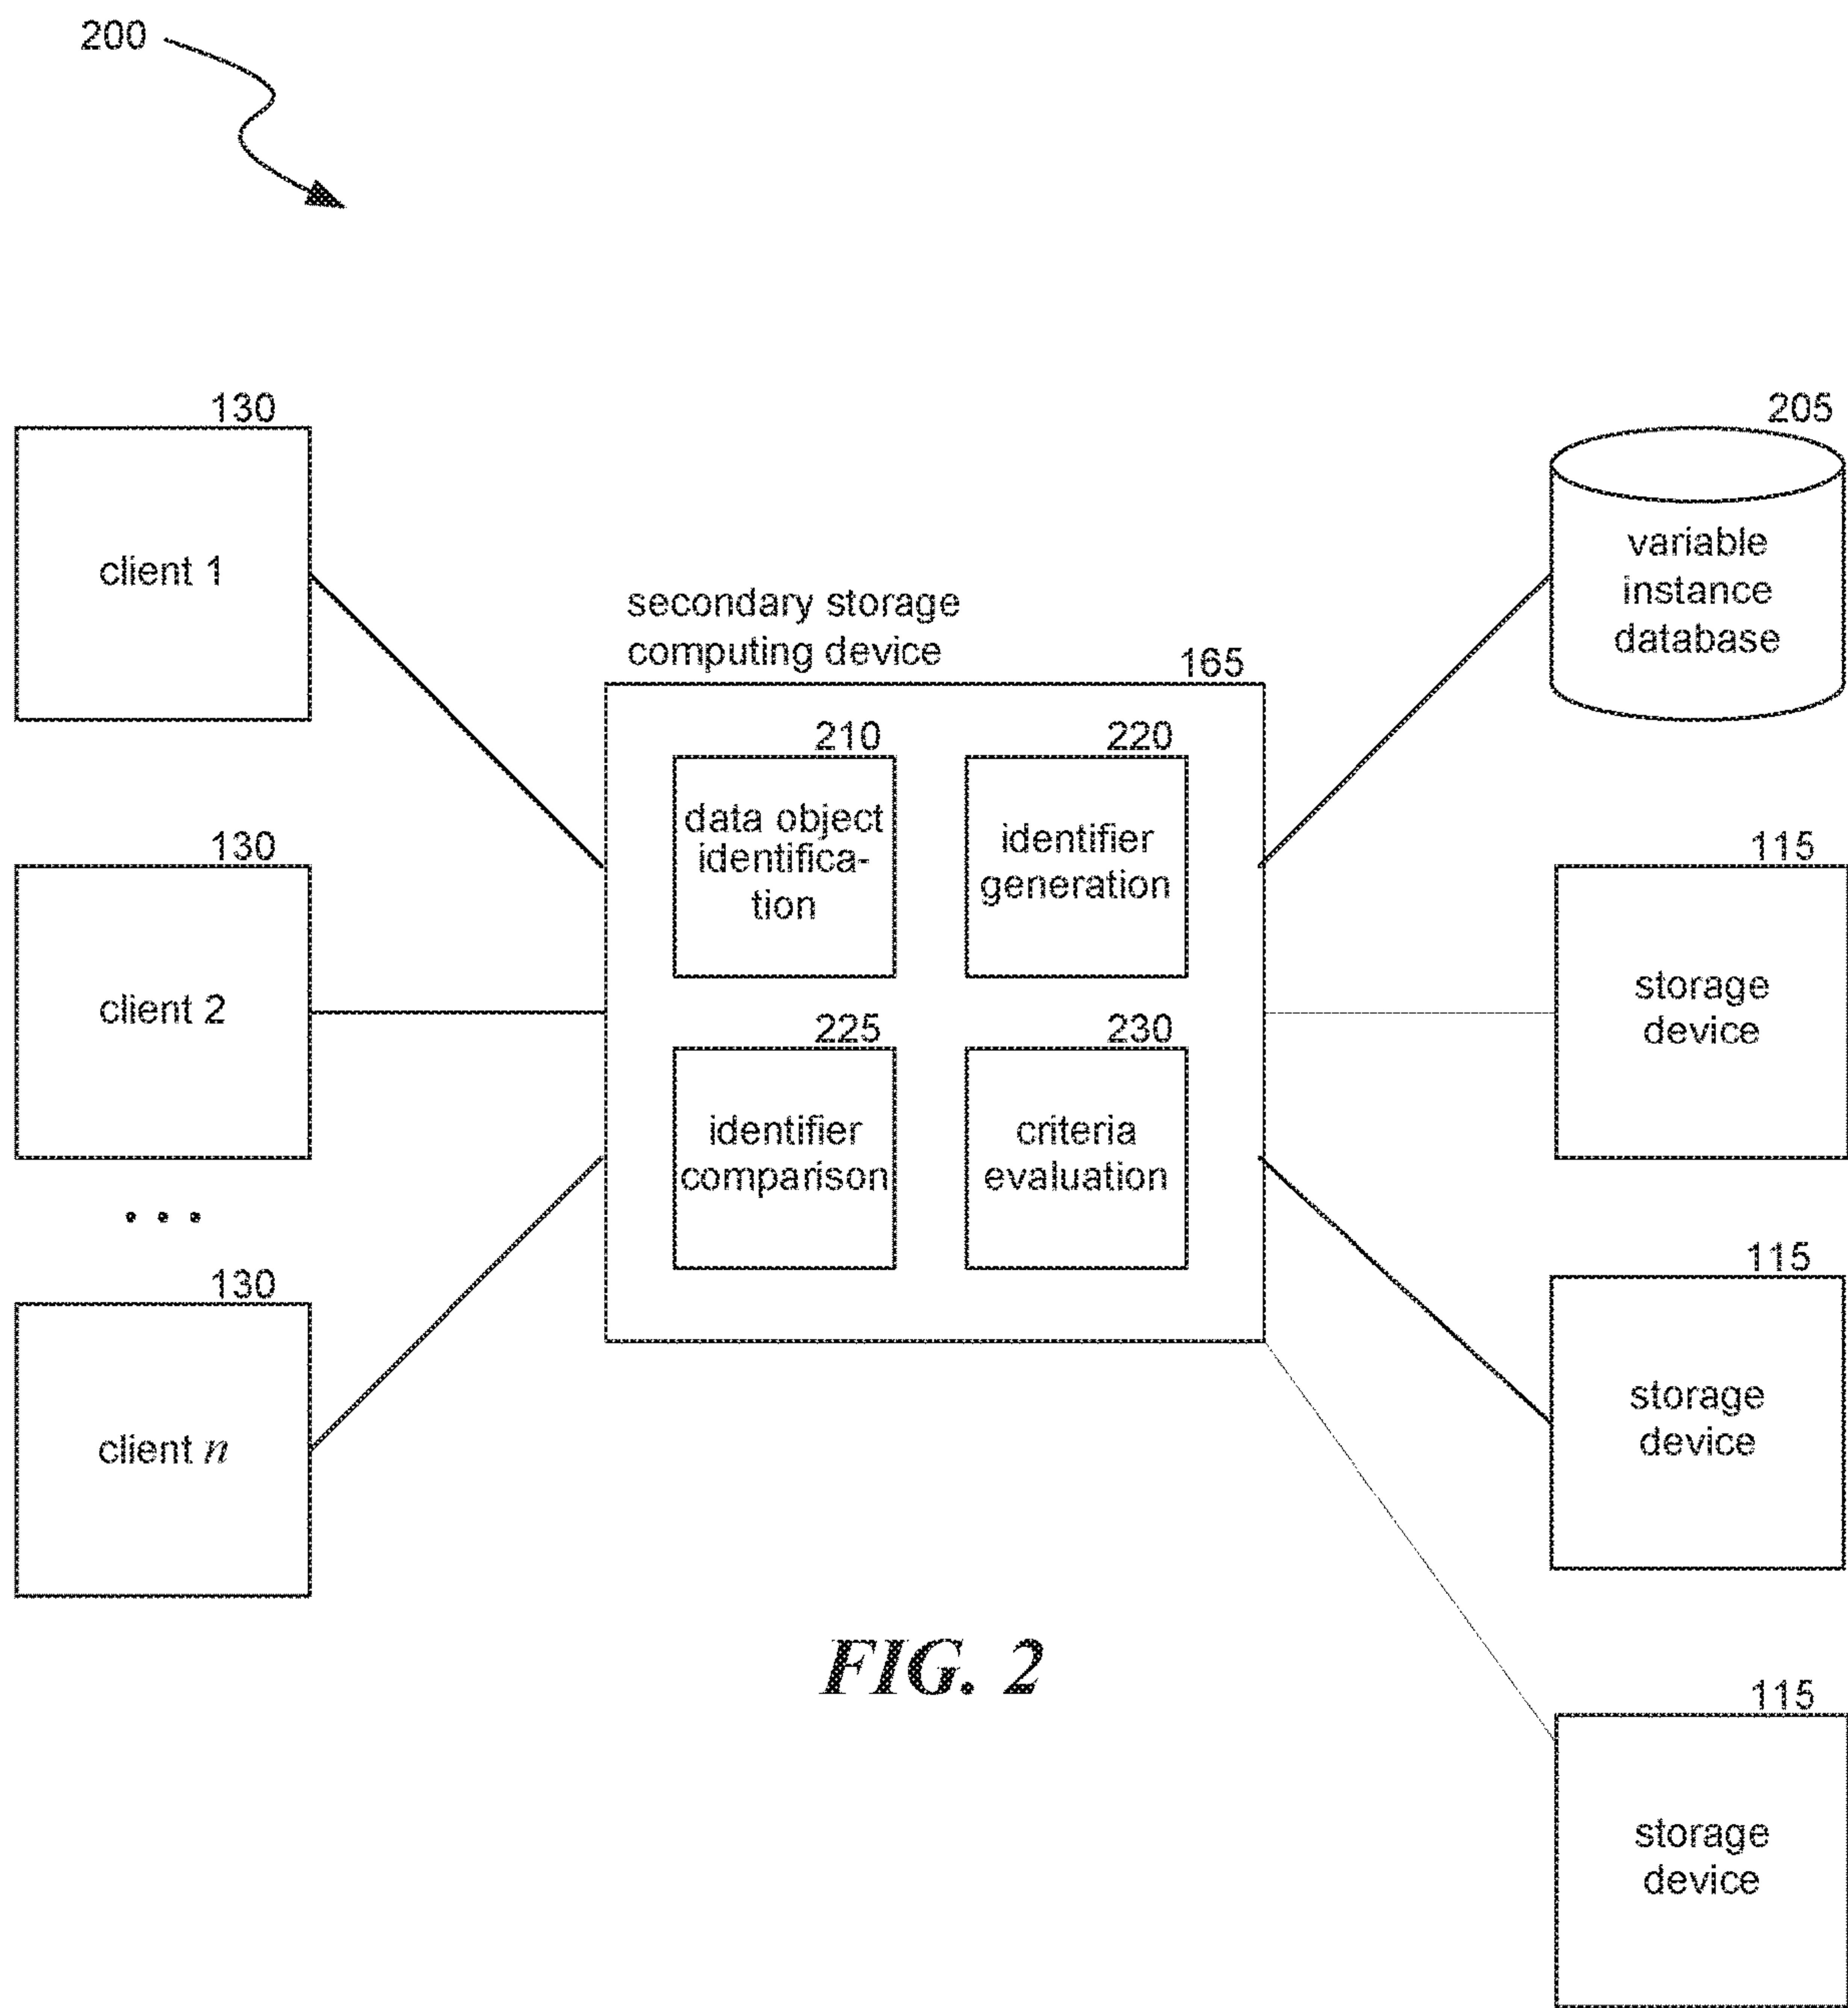 200
130
client 1
130
client 2
. . .
130
client n
secondary storage
computing device
165
210
data object
identifica-
tion
220
identifier
generation
225
identifier
comparison
230
criteria
evaluation
205
variable
instance
database
115
storage
device
115
storage
device
115
storage
device
FIG. 2